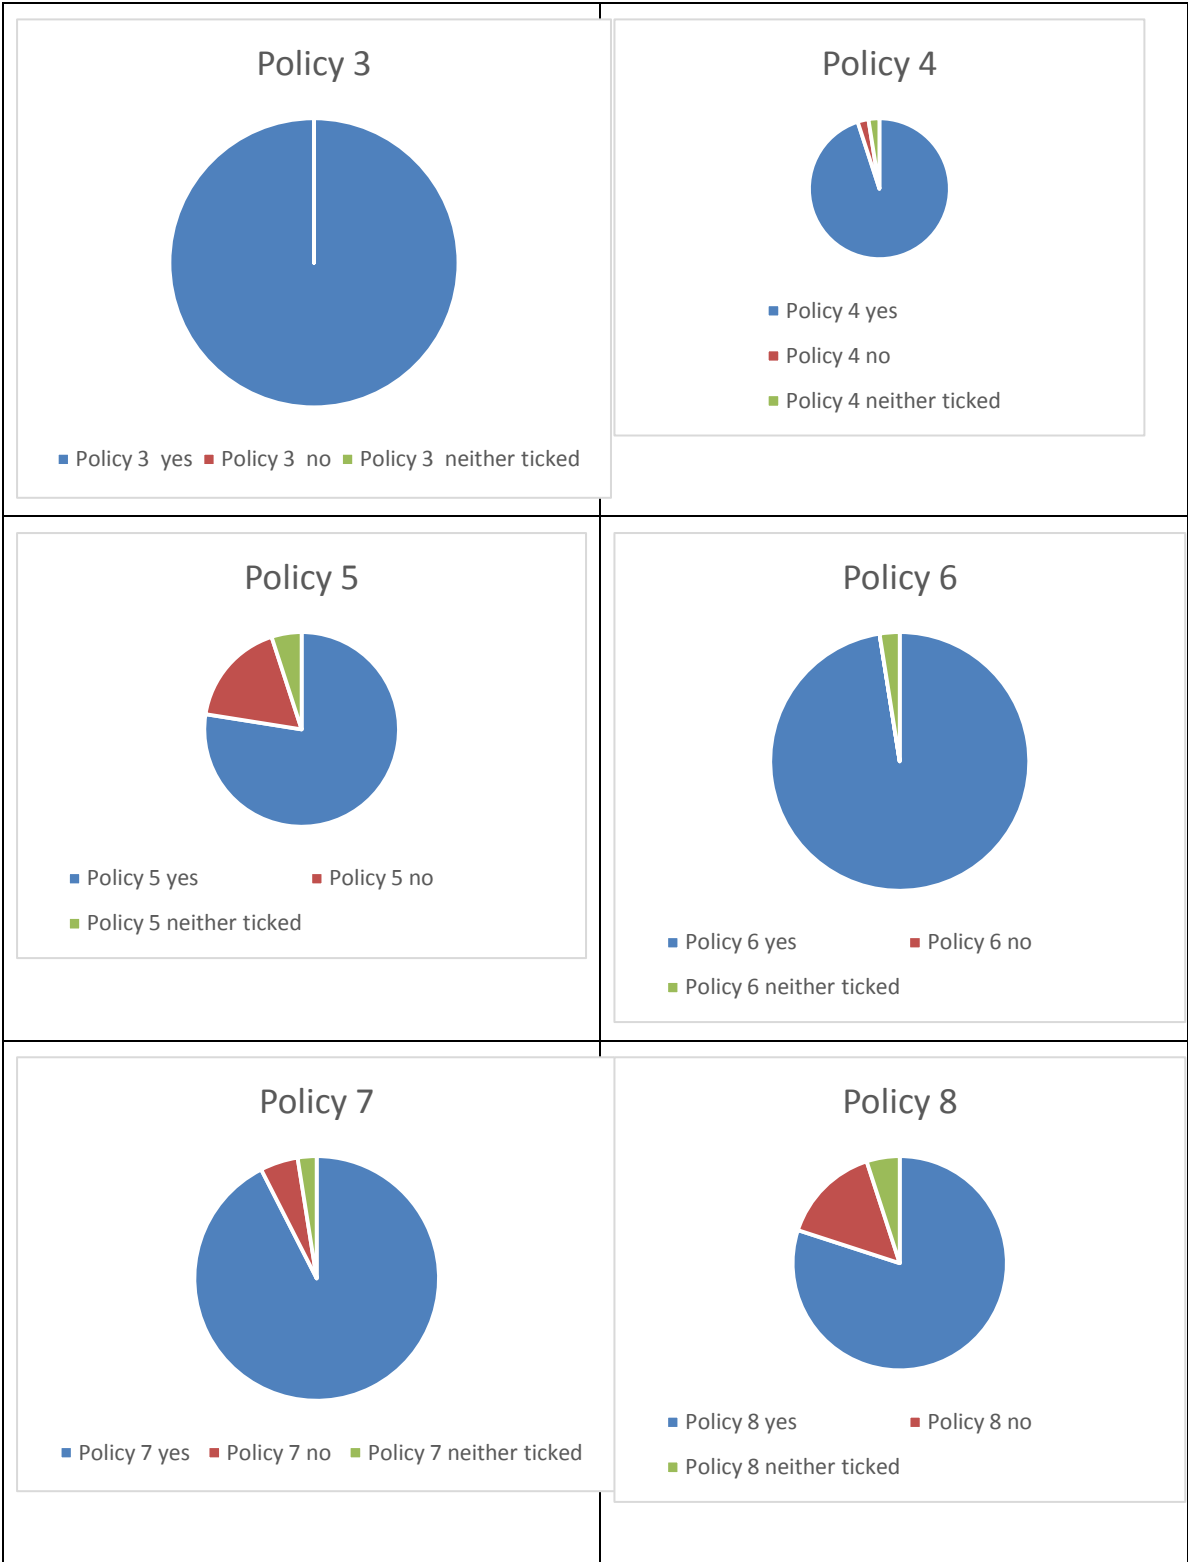 Policy 3
Policy 3  yes Policy 3  no Policy 3  neither ticked
Policy 4
Policy 4 yes
Policy 4 no
Policy 4 neither ticked
Policy 5
Policy 5 yes Policy 5 no
Policy 5 neither ticked
Policy 6
Policy 6 yes Policy 6 no
Policy 6 neither ticked
Policy 7
Policy 7 yes Policy 7 no Policy 7 neither ticked
Policy 8
Policy 8 yes Policy 8 no
Policy 8 neither ticked